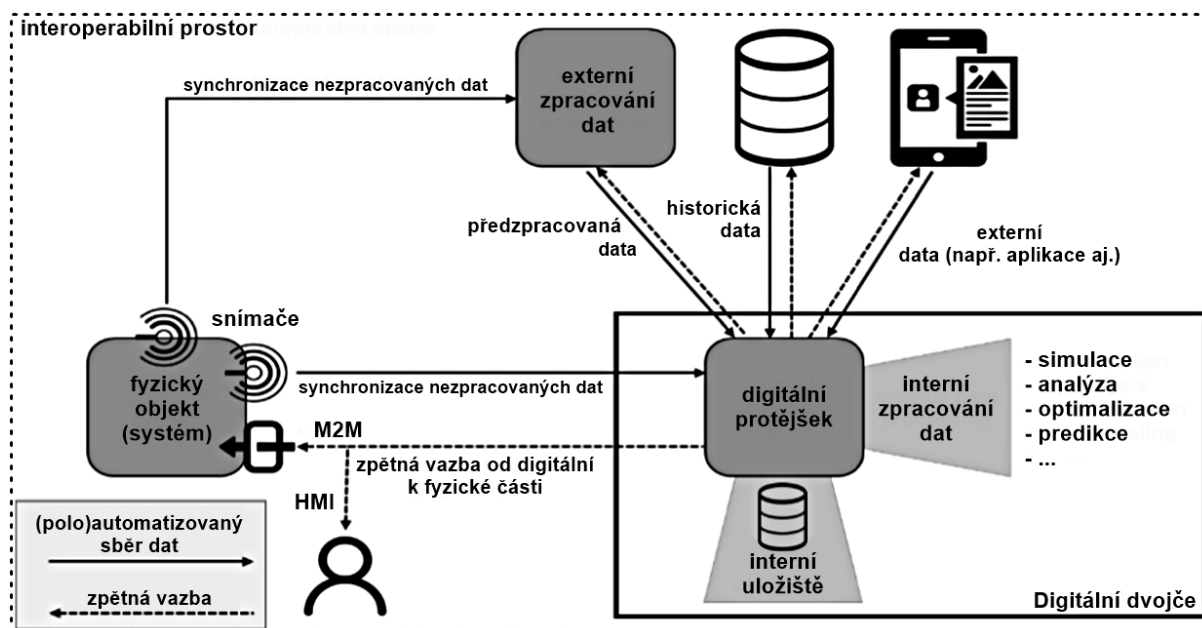 interoperabilní prostor
synchronizace nezpracovaných dat
externí
zpracování
dat
předzpracovaná
data
historická
data
externí
data (např. aplikace aj.)
snímače
fyzický
objekt
(systém)
synchronizace nezpracovaných dat
digitální
protějšek
interní
zpracování
dat
- simulace
- analýza
- optimalizace
- predikce
- ...
M2M
zpětná vazba od digitální
k fyzické části
HMI
interní
uložiště
Digitální dvojče
(polo)automatizovaný
sběr dat
zpětná vazba